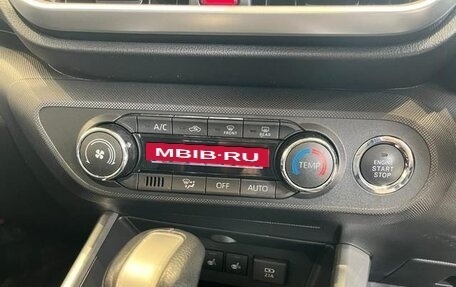 A/C
FRONT
REAR
MBIB-RU
TEMP
ENGINE
START
STOP
OFF
AUTO